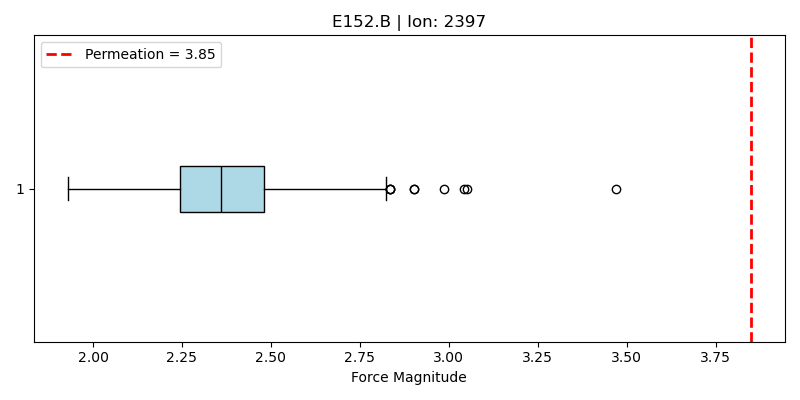 E152.B | Ion: 2397
Permeation = 3.85
1
2.00 2.25 2.50 2.75 3.00 3.25 3.50 3.75
Force Magnitude